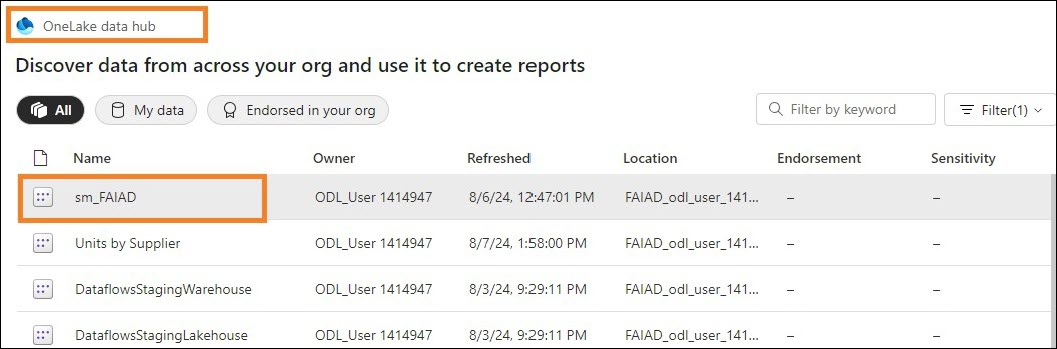 OneLake data hub
Discover data from across your org and use it to create reports
All My data Endorsed in your org Filter by keyword Filter(1)
Name Owner Refreshed Location Endorsement Sensitivity
sm_FAIAD ODL_User 1414947 8/6/24, 12:47:01 PM FAIAD_odl_user_141... – –
Units by Supplier ODL_User 1414947 8/7/24, 1:58:00 PM FAIAD_odl_user_141... – –
DataflowsStagingWarehouse ODL_User 1414947 8/3/24, 9:29:11 PM FAIAD_odl_user_141... – –
DataflowsStagingLakehouse ODL_User 1414947 8/3/24, 9:29:11 PM FAIAD_odl_user_141... – –